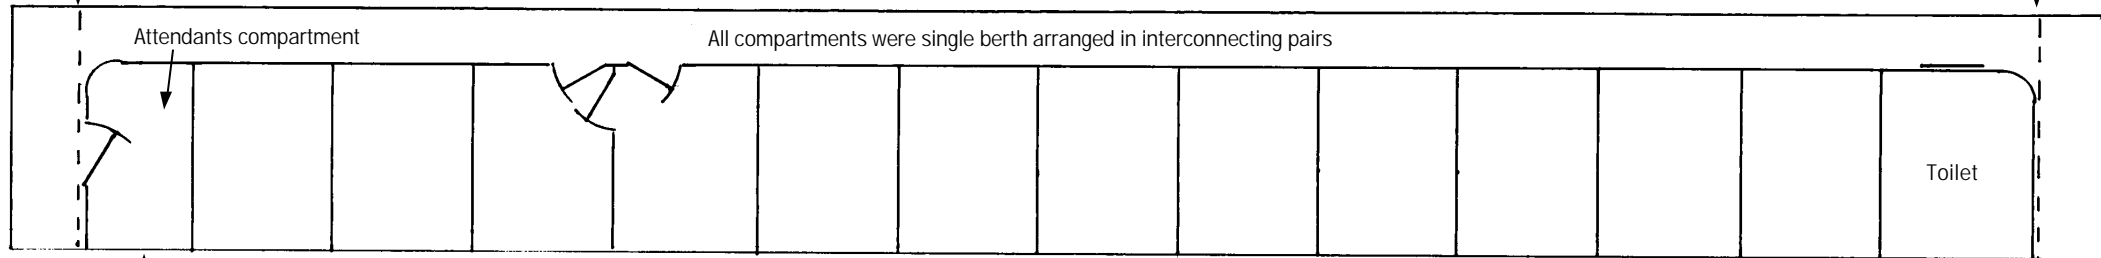 Attendants compartment
All compartments were single berth arranged in interconnecting pairs
Toilet